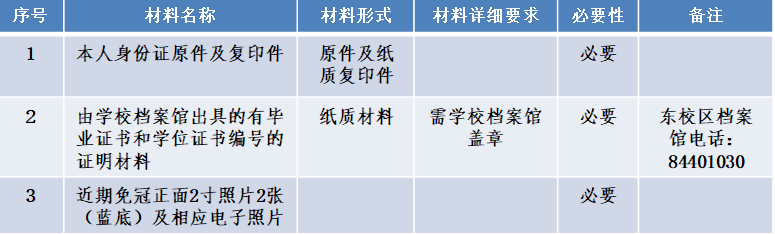 序号 材料名称 材料形式 材料详细要求 必要性 备注
1 本人身份证原件及复印件 原件及纸 必要
质复印件
2 由学校档案馆出具的有毕 纸质材料 需学校档案馆 必要 东校区档案
业证书和学位证书编号的 盖章 馆电话：
证明材料 84401030
3 近期免冠正面2寸照片2张 必要
（蓝底）及相应电子照片